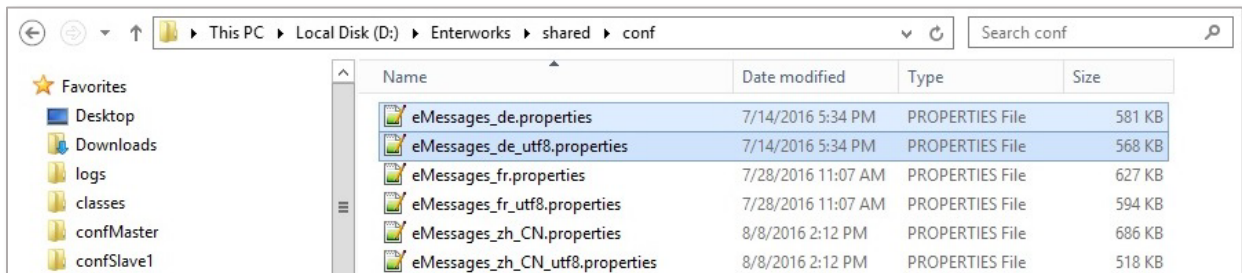 This PC Local Disk (D:) Enterworks shared conf Search conf
Favorites
Desktop
Downloads
logs
classes
confMaster
confSlave1
Name Date modified Type Size
eMessages_de.properties 7/14/2016 5:34 PM PROPERTIES File 581 KB
eMessages_de_utf8.properties 7/14/2016 5:34 PM PROPERTIES File 568 KB
eMessages_fr.properties 7/28/2016 11:07 AM PROPERTIES File 627 KB
eMessages_fr_utf8.properties 7/28/2016 11:07 AM PROPERTIES File 594 KB
eMessages_zh_CN.properties 8/8/2016 2:12 PM PROPERTIES File 686 KB
eMessages_zh_CN_utf8.properties 8/8/2016 2:12 PM PROPERTIES File 518 KB